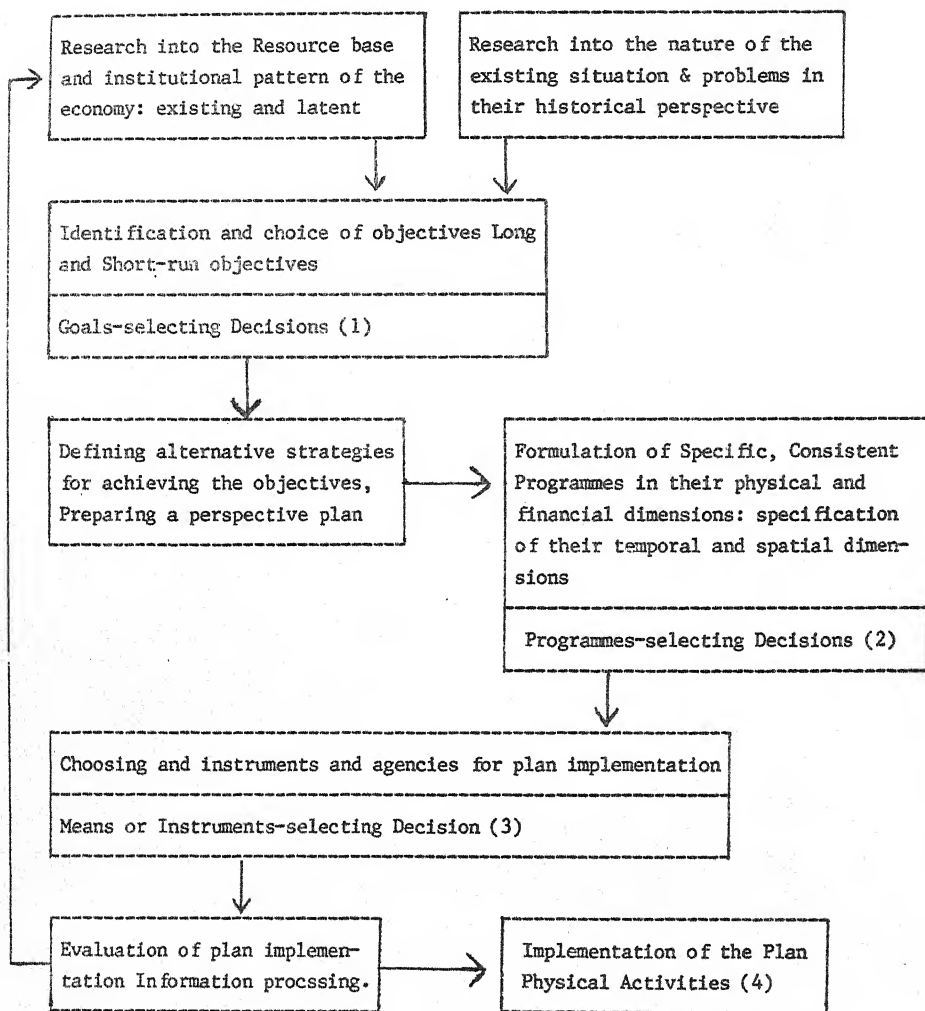 Research into the Resource base
and institutional pattern of the
economy: existing and latent
Research into the nature of the
existing situation & problems in
their historical perspective
Identification and choice of objectives Long
and Short-run objectives
Goals-selecting Decisions (1)
Defining alternative strategies
for achieving the objectives,
Preparing a perspective plan
Formulation of Specific, Consistent
Programmes in their physical and
financial dimensions: specification
of their temporal and spatial dimen-
sions
Programmes-selecting Decisions (2)
Choosing and instruments and agencies for plan implementation
Means or Instruments-selecting Decision (3)
Evaluation of plan implemen-
tation Information procssing.
Implementation of the Plan
Physical Activities (4)